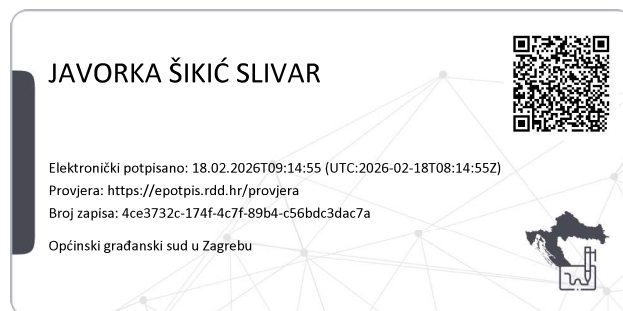 JAVORKA ŠIKIĆ SLIVAR
Elektronički potpisano: 18.02.2026T09:14:55 (UTC:2026-02-18T08:14:55Z)
Provjera: https://epotpis.rdd.hr/provjera
Broj zapisa: 4ce3732c-174f-4c7f-89b4-c56bdc3dac7a
Općinski građanski sud u Zagrebu